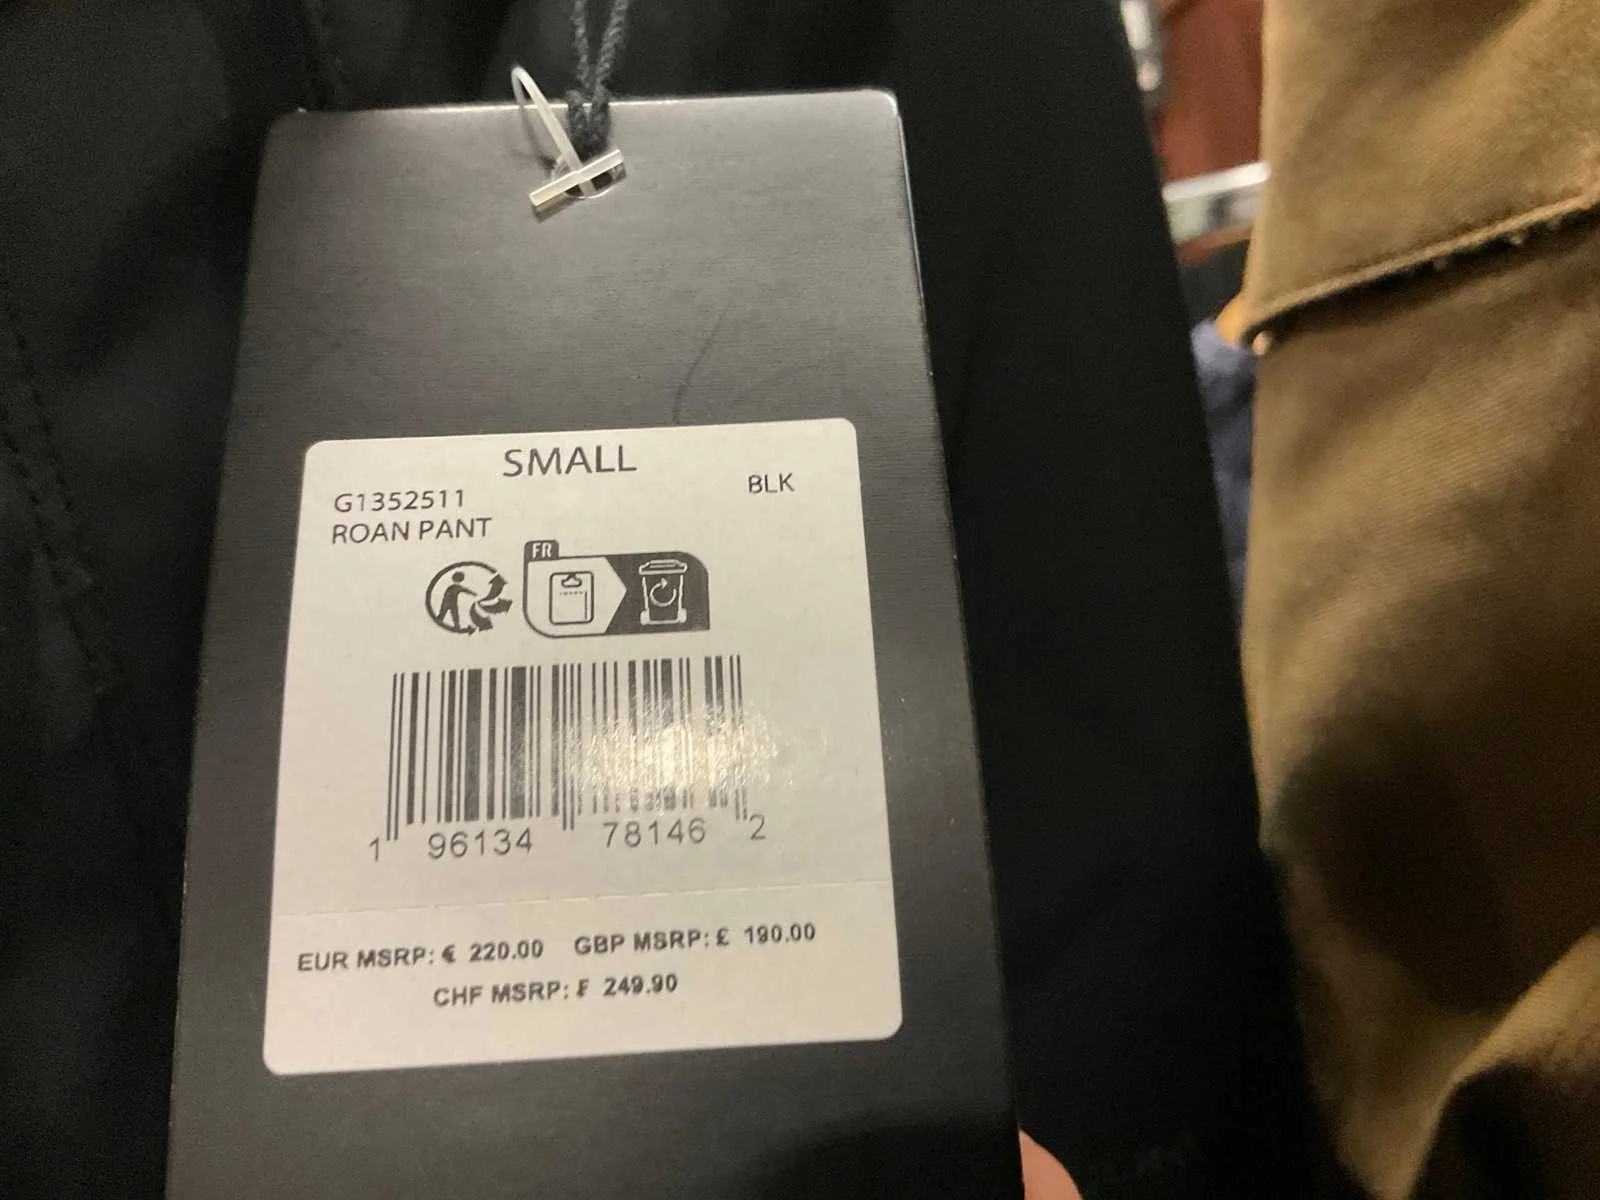 SMALL
G1352511 BLK
ROAN PANT
FR
1 96134 78146 2
EUR MSRP: € 220.00 GBP MSRP: £ 190.00
CHF MSRP: ₣ 249.90